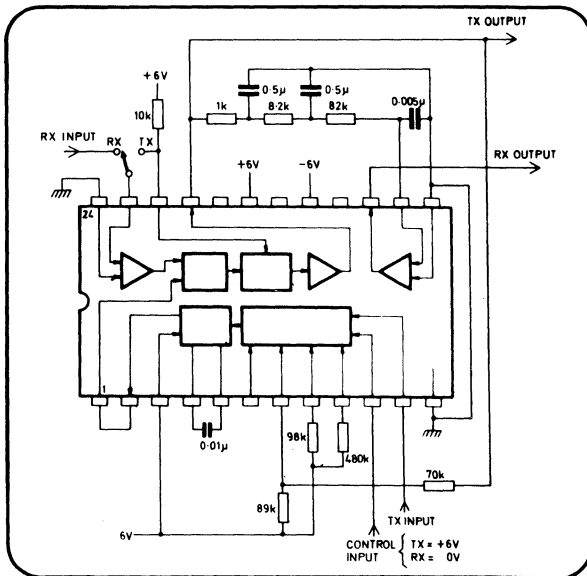 TX OUTPUT
+6V
0·5μ
0·5μ
10k
1k
8·2k
82k
0·005μ
RX INPUT
RX
TX
+6V
-6V
RX OUTPUT
24
1
0·01μ
98k
480k
70k
89k
TX INPUT
6V
CONTROL INPUT { TX = +6V
RX = 0V